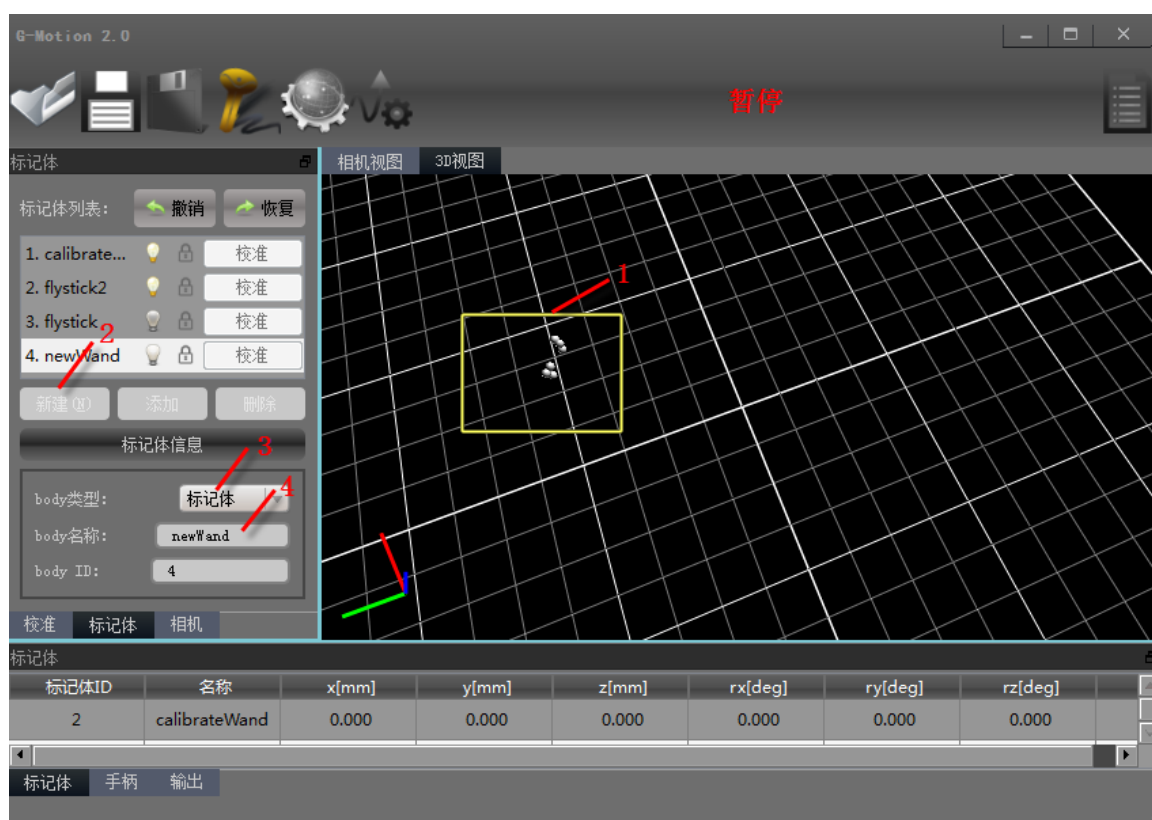 G-Motion 2.0
暂停
标记体
相机视图 3D视图
标记体列表: 撤销 恢复
1. calibrate... 校准
2. flystick2 校准
3. flystick 校准
4. newWand 校准
新建(N) 添加 删除
标记体信息
body类型: 标记体
body名称: newWand
body ID: 4
1
2
3
4
校准 标记体 相机
标记体
标记体ID 名称 x[mm] y[mm] z[mm] rx[deg] ry[deg] rz[deg]
2 calibrateWand 0.000 0.000 0.000 0.000 0.000 0.000
标记体 手柄 输出